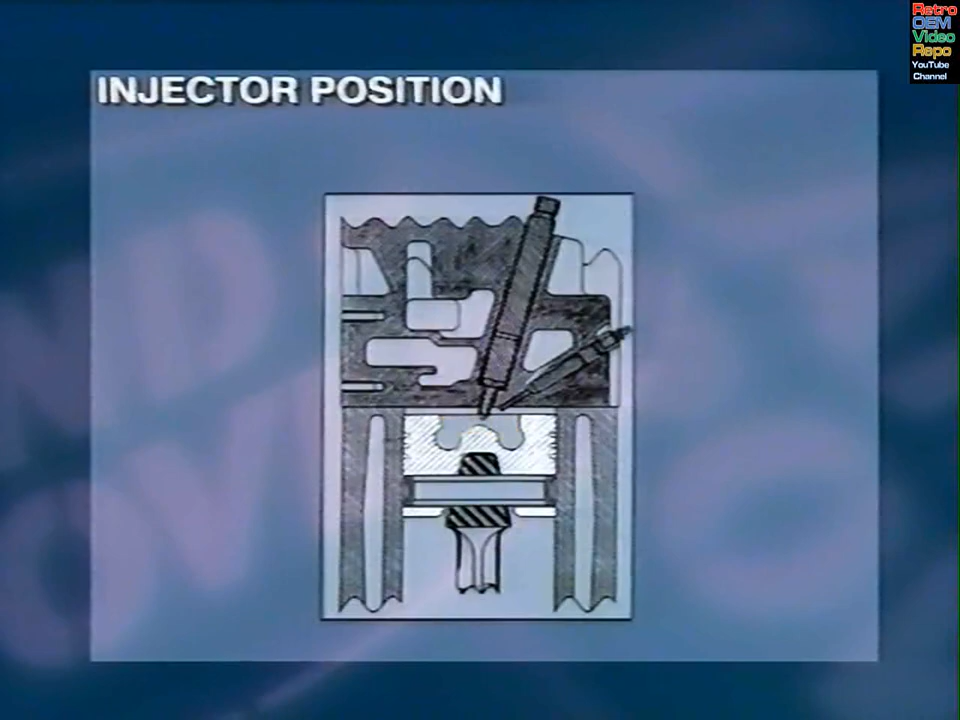 INJECTOR POSITION
Retro
OEM
Video
Repo
YouTube
Channel